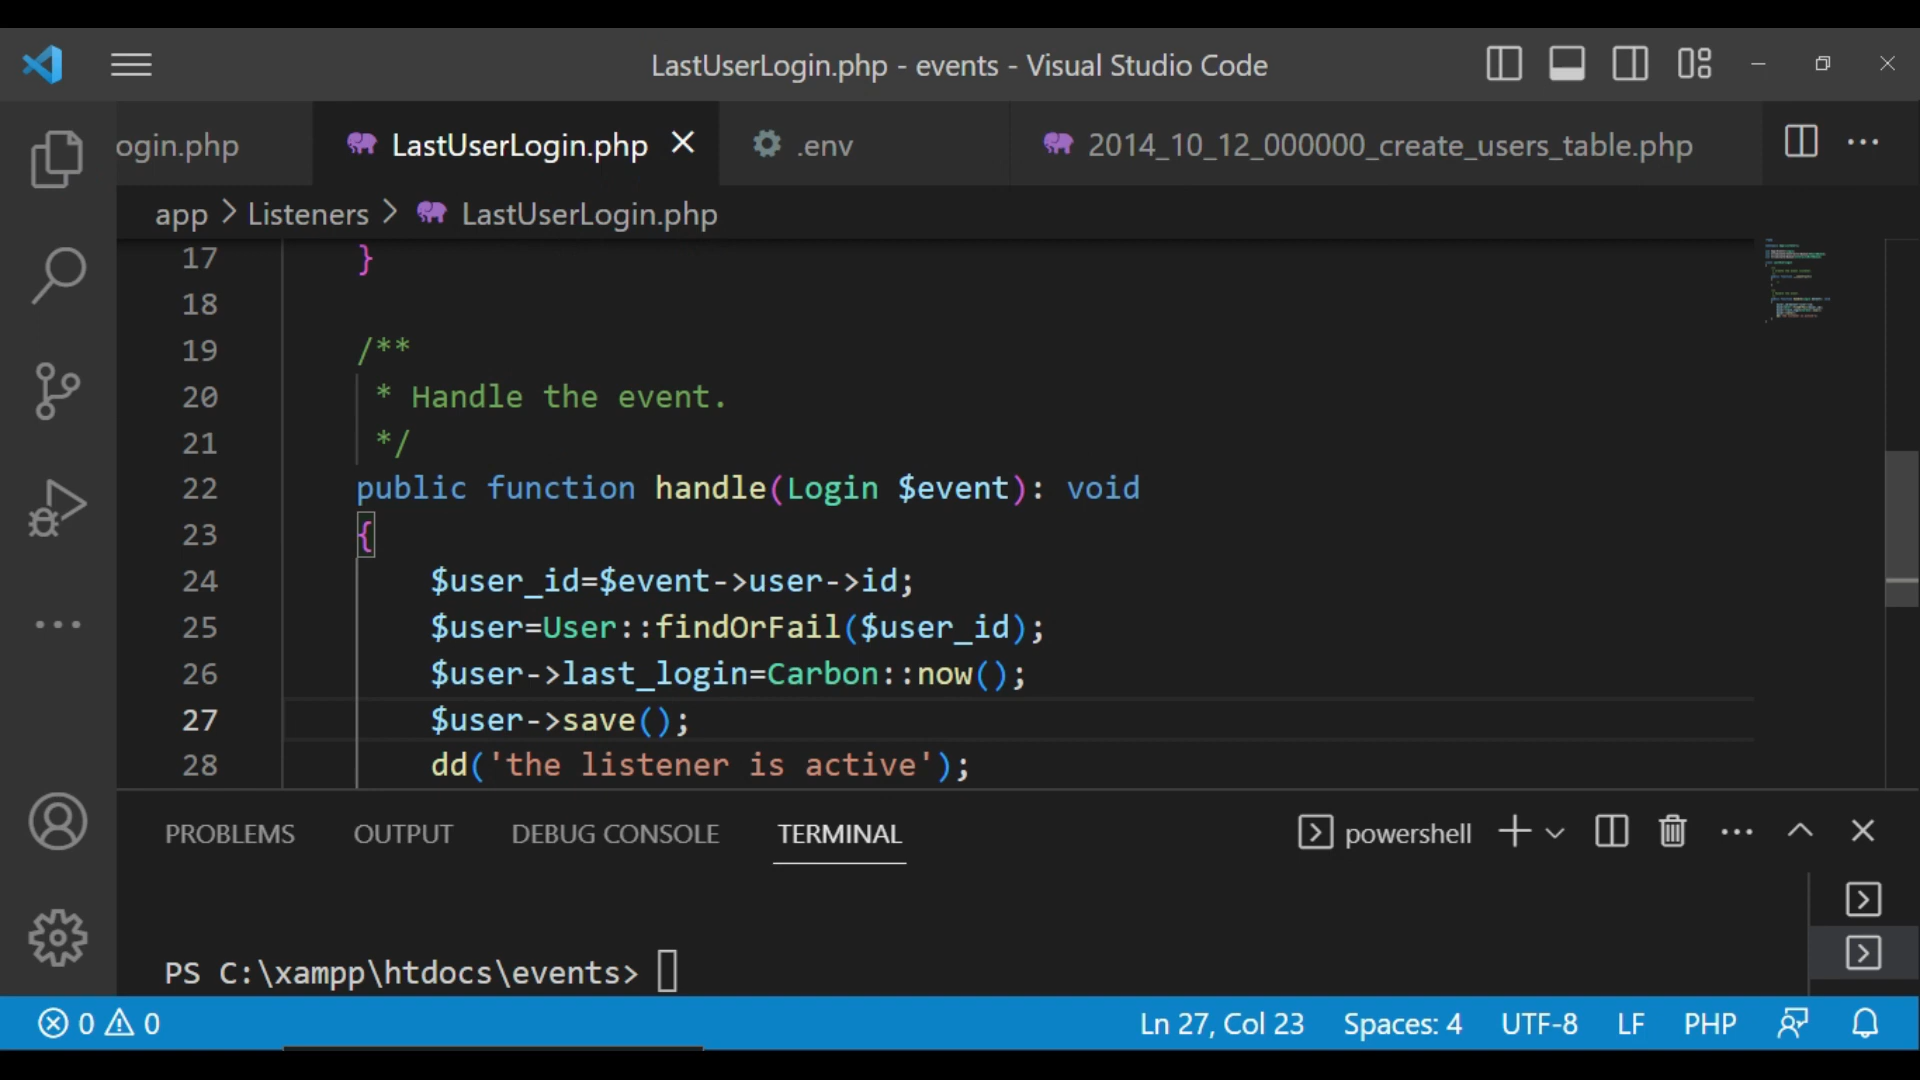 LastUserLogin.php - events - Visual Studio Code
ogin.php
LastUserLogin.php
.env
2014_10_12_000000_create_users_table.php
app > Listeners > LastUserLogin.php
17 }
18
19 /**
20 * Handle the event.
21 */
22 public function handle(Login $event): void
23 {
24 $user_id=$event->user->id;
25 $user=User::findOrFail($user_id);
26 $user->last_login=Carbon::now();
27 $user->save();
28 dd('the listener is active');
PROBLEMS OUTPUT DEBUG CONSOLE TERMINAL powershell
PS C:\xampp\htdocs\events>
0 0 Ln 27, Col 23 Spaces: 4 UTF-8 LF PHP